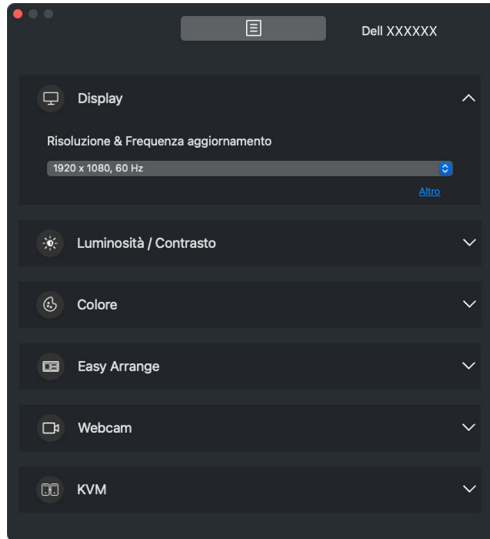 Dell XXXXXX
Display
Risoluzione & Frequenza aggiornamento
1920 x 1080, 60 Hz
Altro
Luminosità / Contrasto
Colore
Easy Arrange
Webcam
KVM